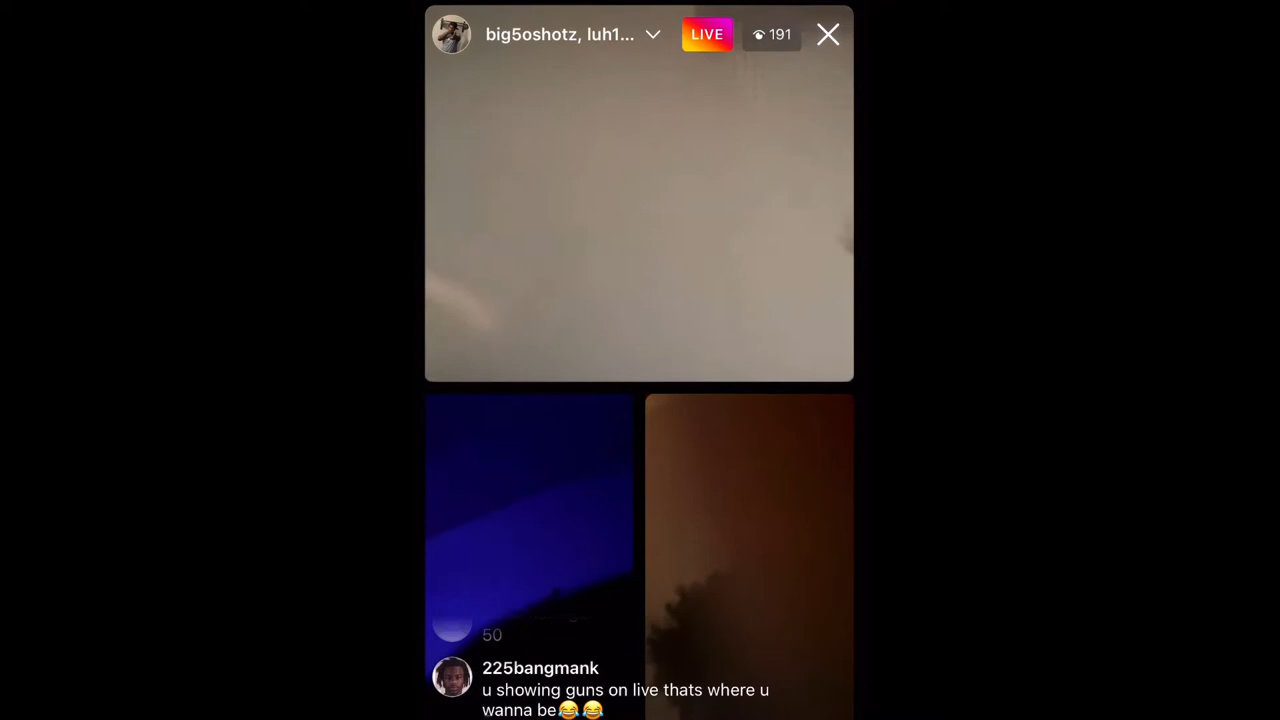 big5oshotz, luh1...
LIVE
191
50
225bangmank
u showing guns on live thats where u
wanna be😂😂